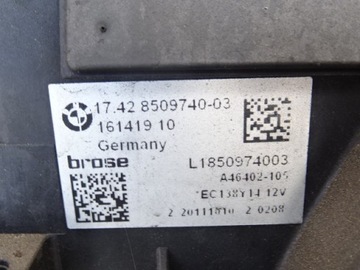 17.42 8509740-03
161419 10
Germany
brose
L1850974003
A46402-105
EC138Y14 12V
2 20111810 2 0208